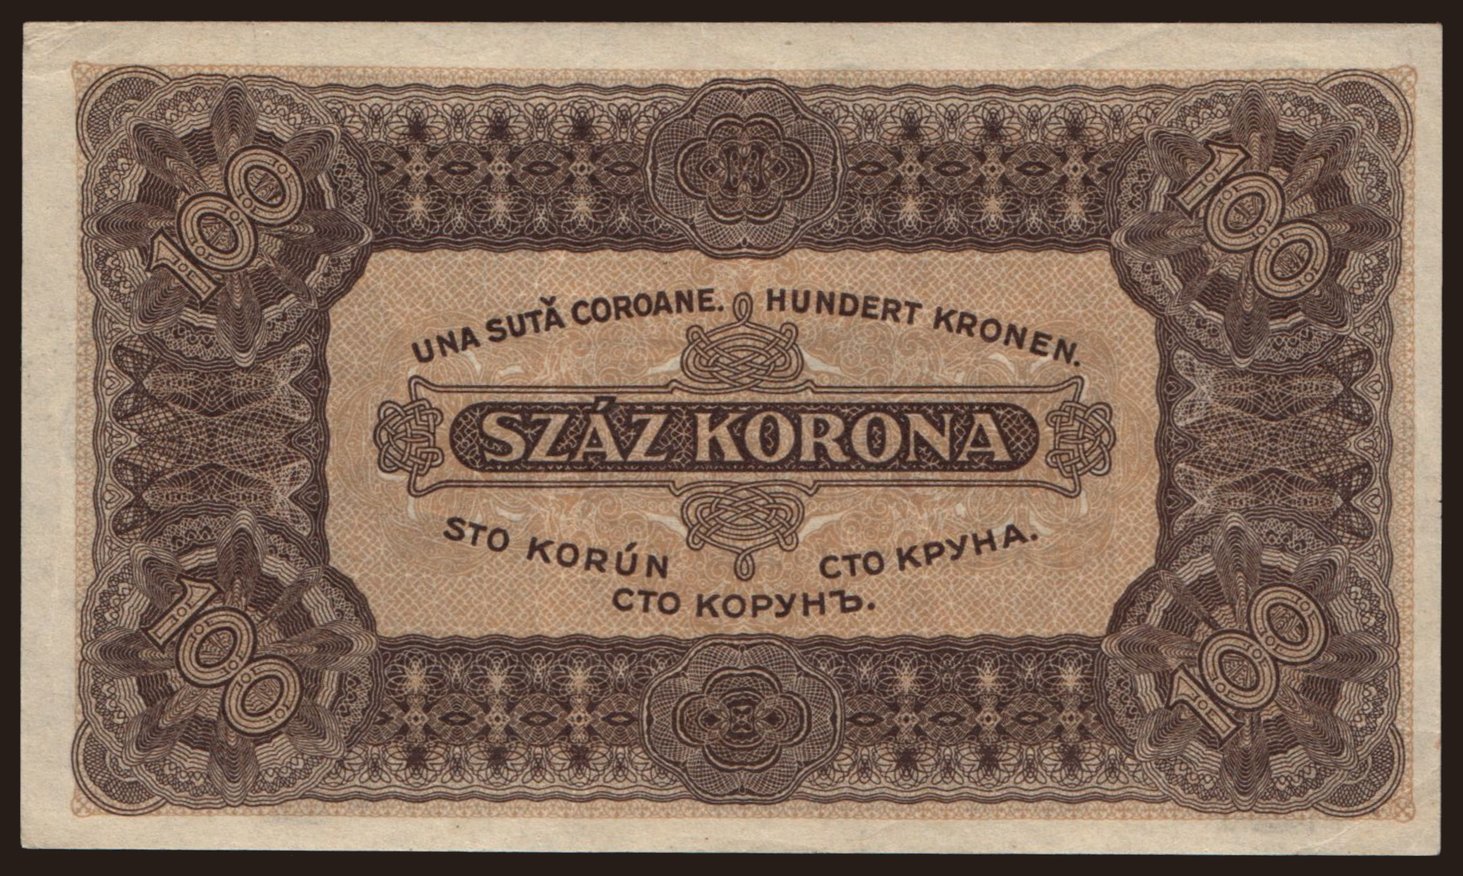 100
100
UNA SUTĂ COROANE. HUNDERT KRONEN.
SZÁZ KORONA
STO KORÚN
СТО КРУНА.
СТО КОРУНЪ.
100
100